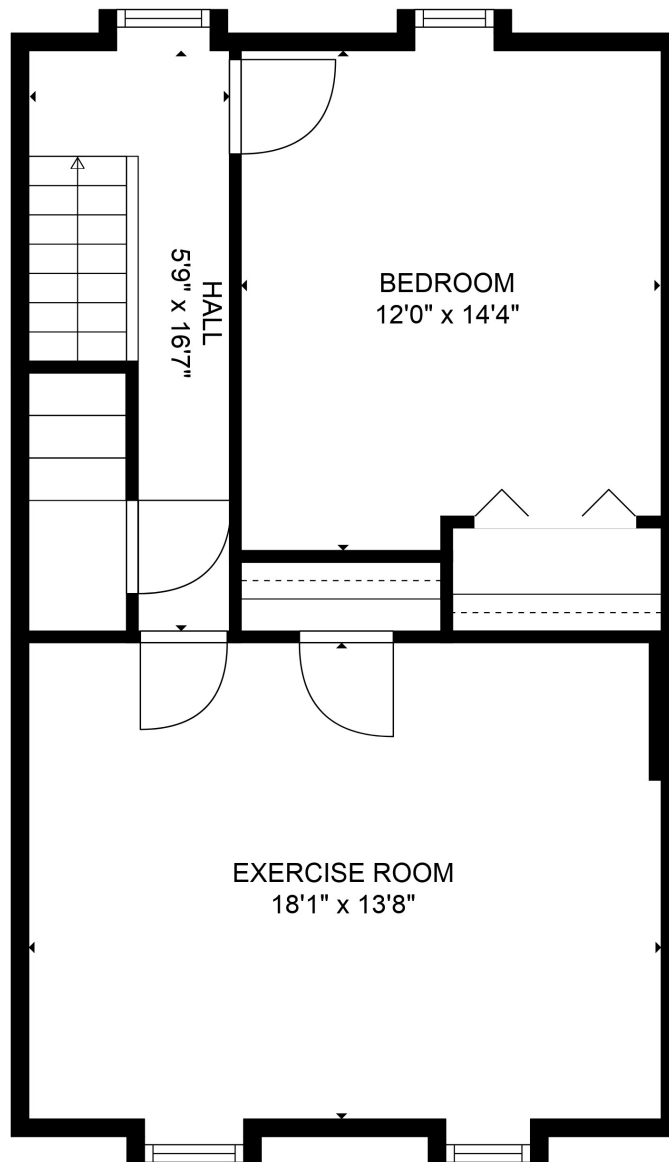 HALL
5'9" x 16'7"
BEDROOM
12'0" x 14'4"
EXERCISE ROOM
18'1" x 13'8"